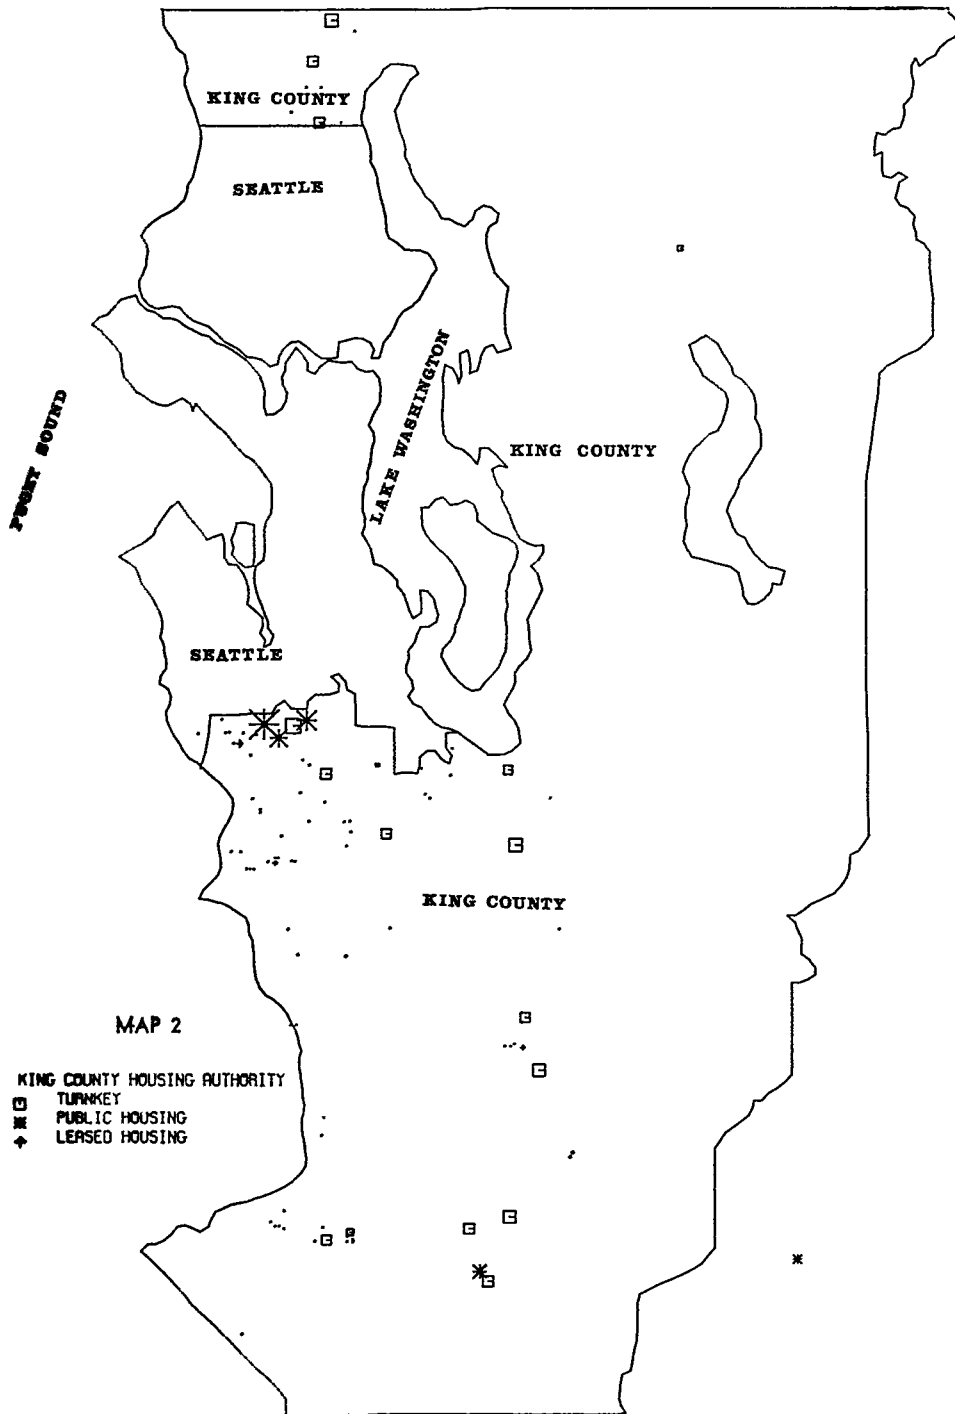 KING COUNTY
SEATTLE
LAKE WASHINGTON
PUGET SOUND
KING COUNTY
SEATTLE
KING COUNTY
MAP 2
KING COUNTY HOUSING AUTHORITY
TURNKEY
PUBLIC HOUSING
LEASED HOUSING